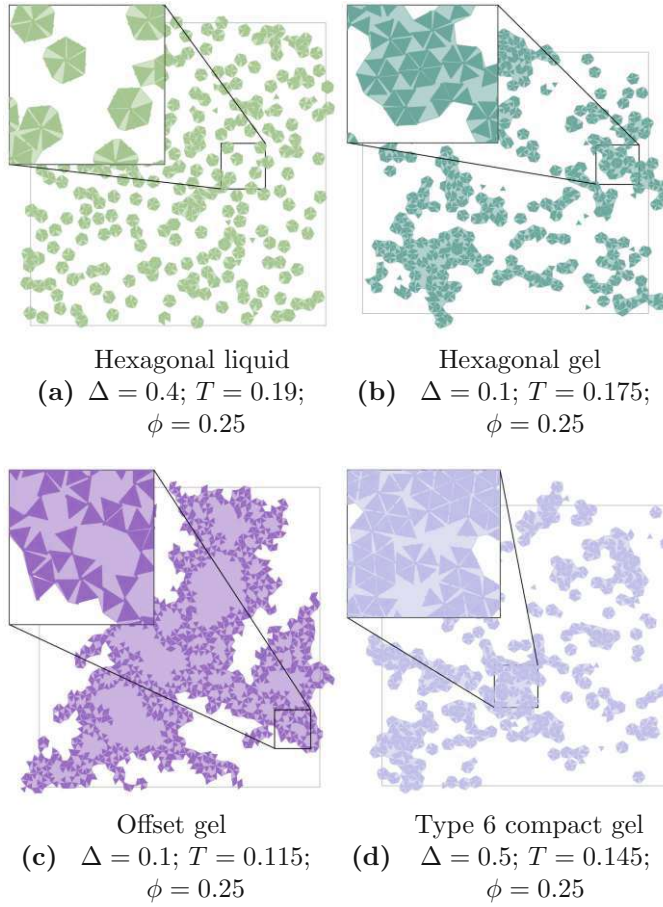 Hexagonal liquid
(a) Δ = 0.4; T = 0.19;
ϕ = 0.25
Hexagonal gel
(b) Δ = 0.1; T = 0.175;
ϕ = 0.25
Offset gel
(c) Δ = 0.1; T = 0.115;
ϕ = 0.25
Type 6 compact gel
(d) Δ = 0.5; T = 0.145;
ϕ = 0.25